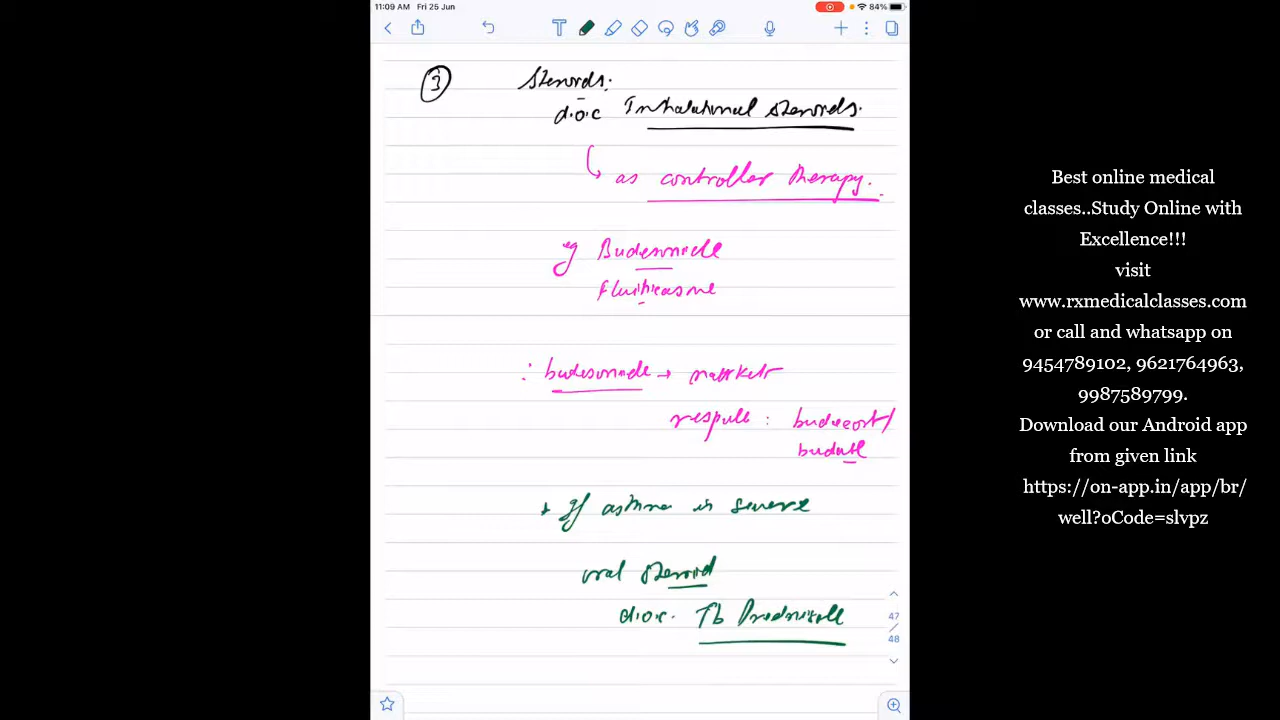 11:09 AM Fri 25 Jun
84%
3 Steroids:
d.o.c Inhalational steroids.
as controller therapy.
eg Budesonide
Fluticasone
: budesonide → market
respule : budecort/
budate
+ If asthma is severe
oral steroid
d.o.c. Tb Prednisole
47
/
48
Best online medical
classes..Study Online with
Excellence!!!
visit
www.rxmedicalclasses.com
or call and whatsapp on
9454789102, 9621764963,
9987589799.
Download our Android app
from given link
https://on-app.in/app/br/
well?oCode=slvpz